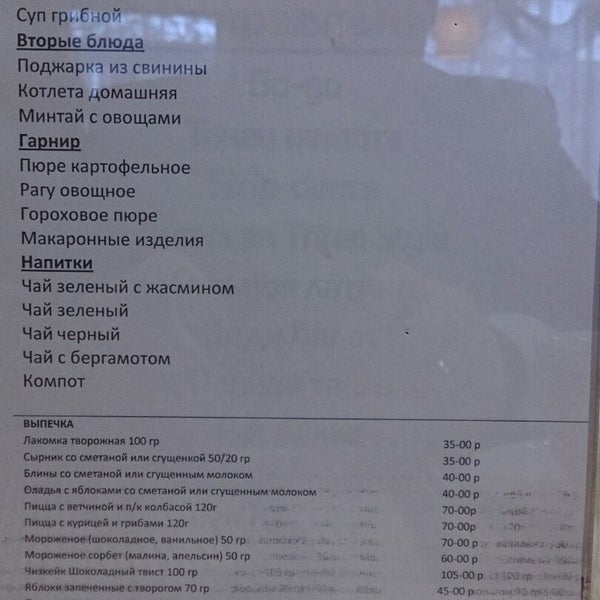 Суп грибной
Вторые блюда
Поджарка из свинины
Котлета домашняя
Минтай с овощами
Гарнир
Пюре картофельное
Рагу овощное
Гороховое пюре
Макаронные изделия
Напитки
Чай зеленый с жасмином
Чай зеленый
Чай черный
Чай с бергамотом
Компот
ВЫПЕЧКА
Лакомка творожная 100 гр 35-00 р
Сырник со сметаной или сгущенкой 50/20 гр 35-00 р
Блины со сметаной или сгущенным молоком 40-00 р
Оладья с яблоками со сметаной или сгущенным молоком 40-00 р
Пицца с ветчиной и п/к колбасой 120г 70-00р
Пицца с курицей и грибами 120г 70-00р
Мороженое (шоколадное, ванильное) 50 гр 70-00 р
Мороженое сорбет (малина, апельсин) 50 гр 60-00 р
Чизкейк Шоколадный твист 100 гр 105-00 р
Яблоки запеченные с творогом 70 гр 45-00 р